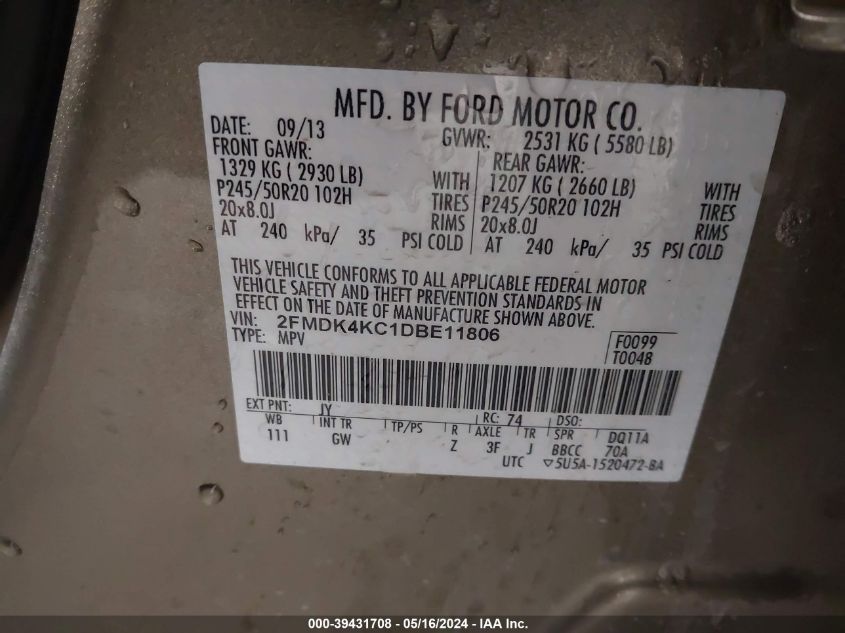 MFD. BY FORD MOTOR CO.
DATE: 09/13 GVWR: 2531 KG ( 5580 LB)
FRONT GAWR: REAR GAWR:
1329 KG ( 2930 LB) WITH 1207 KG ( 2660 LB) WITH
P245/50R20 102H TIRES P245/50R20 102H TIRES
20x8.0J RIMS 20x8.0J RIMS
AT 240 kPa/ 35 PSI COLD AT 240 kPa/ 35 PSI COLD
THIS VEHICLE CONFORMS TO ALL APPLICABLE FEDERAL MOTOR
VEHICLE SAFETY AND THEFT PREVENTION STANDARDS IN
EFFECT ON THE DATE OF MANUFACTURE SHOWN ABOVE.
VIN: 2FMDK4KC1DBE11806
TYPE: MPV
F0099
T0048
EXT PNT: JY RC: 74 DSO:
WB INT TR TP/PS R AXLE TR SPR DQ11A
111 GW Z 3F J BBCC 70A
UTC ▽5U5A-1520472-BA
000-39431708 - 05/16/2024 - IAA Inc.